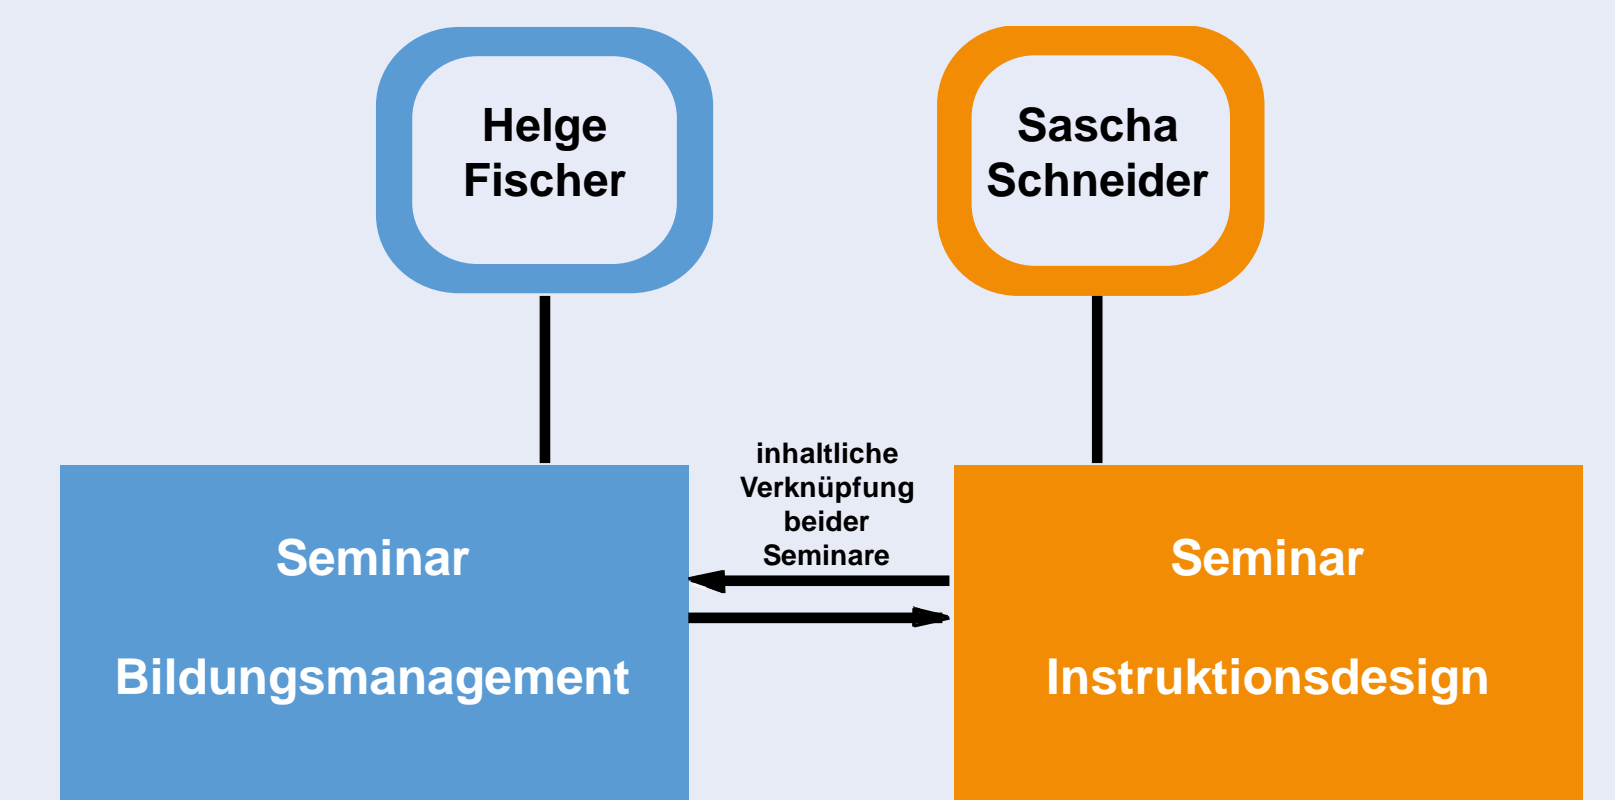 Helge
Fischer
Sascha
Schneider
inhaltliche
Verknüpfung
beider
Seminare
Seminar
Bildungsmanagement
Seminar
Instruktionsdesign